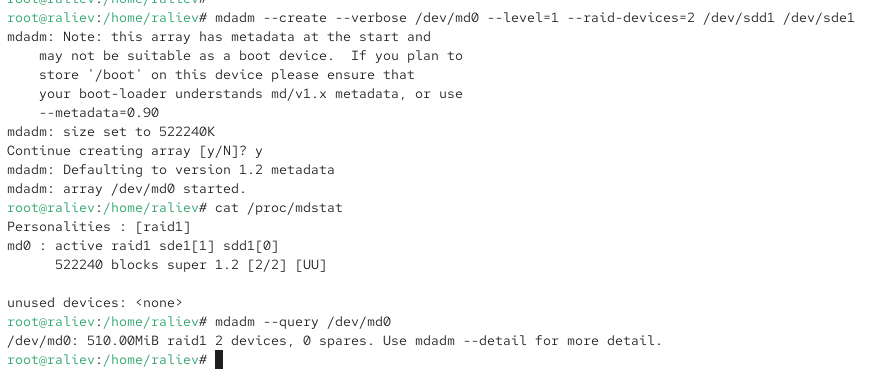 root@raliev:/home/raliev# mdadm --create --verbose /dev/md0 --level=1 --raid-devices=2 /dev/sdd1 /dev/sde1
mdadm: Note: this array has metadata at the start and
    may not be suitable as a boot device.  If you plan to
    store '/boot' on this device please ensure that
    your boot-loader understands md/v1.x metadata, or use
    --metadata=0.90
mdadm: size set to 522240K
Continue creating array [y/N]? y
mdadm: Defaulting to version 1.2 metadata
mdadm: array /dev/md0 started.
root@raliev:/home/raliev# cat /proc/mdstat
Personalities : [raid1]
md0 : active raid1 sde1[1] sdd1[0]
      522240 blocks super 1.2 [2/2] [UU]

unused devices: <none>
root@raliev:/home/raliev# mdadm --query /dev/md0
/dev/md0: 510.00MiB raid1 2 devices, 0 spares. Use mdadm --detail for more detail.
root@raliev:/home/raliev#